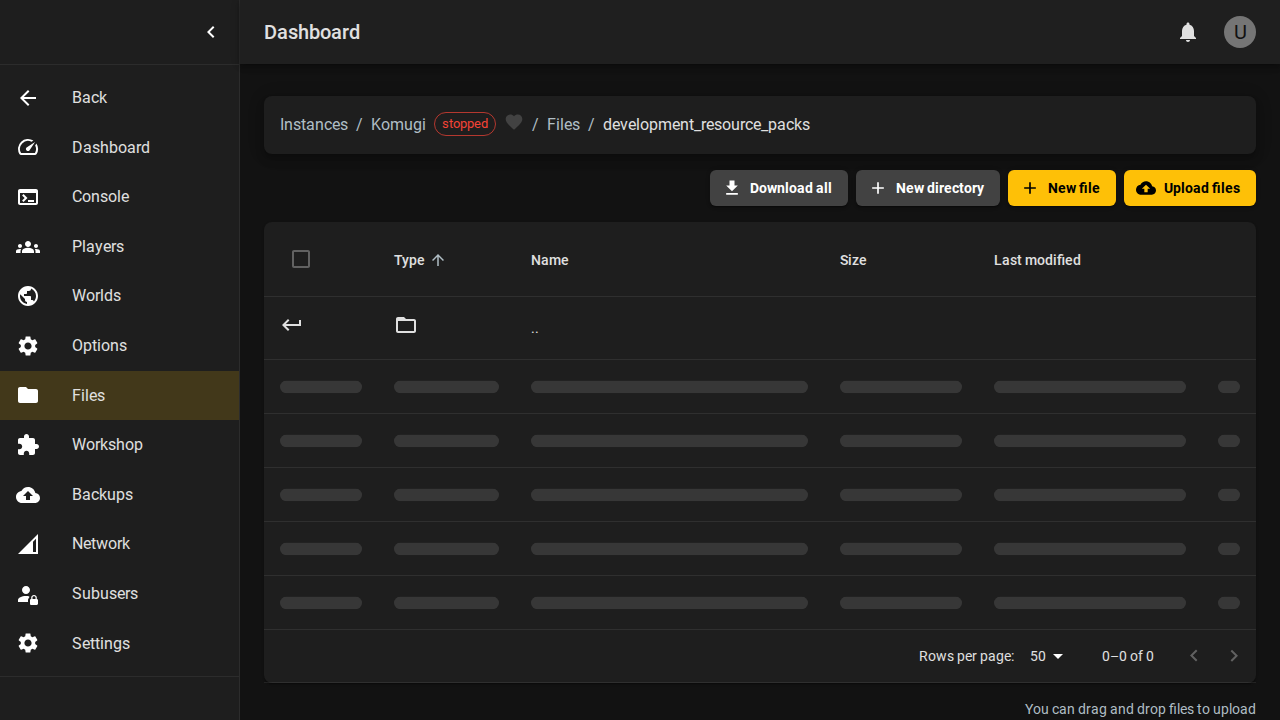 Dashboard
U
Back
Dashboard
Console
Players
Worlds
Options
Files
Workshop
Backups
Network
Subusers
Settings
Instances / Komugi stopped / Files / development_resource_packs
Download all
New directory
New file
Upload files
Type Name Size Last modified
..
Rows per page: 50 0–0 of 0
You can drag and drop files to upload